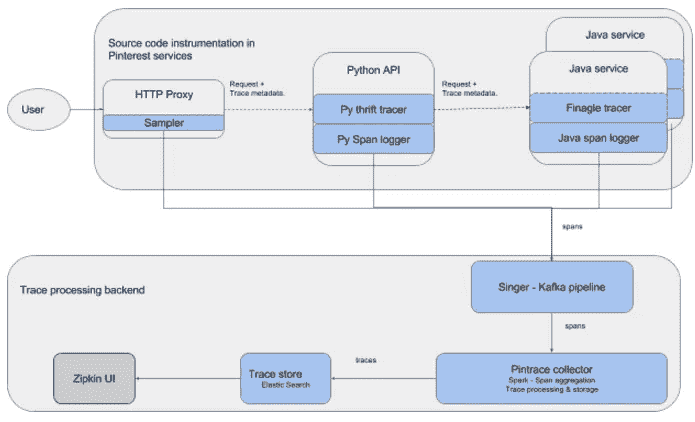 Source code instrumentation in
Pinterest services
Java service
Python API
Java service
User
HTTP Proxy
Sampler
Request +
Trace metadata.
Py thrift tracer
Py Span logger
Request +
Trace metadata.
Finagle tracer
Java span logger
spans
Trace processing backend
Singer - Kafka pipeline
spans
Zipkin UI
Trace store
Elastic Search
traces
Pintrace collector
Spark - Span aggregation
Trace processing & storage